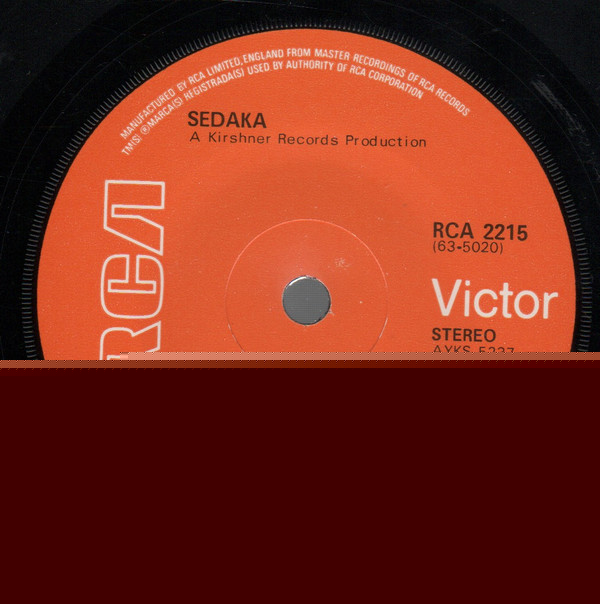 MANUFACTURED BY RCA LIMITED, ENGLAND FROM MASTER RECORDINGS OF RCA RECORDS
TM(S) ® MARCA(S) REGISTRADA(S) USED BY AUTHORITY OF RCA CORPORATION
SEDAKA
A Kirshner Records Production
RCA
RCA 2215
(63-5020)
Victor
STEREO